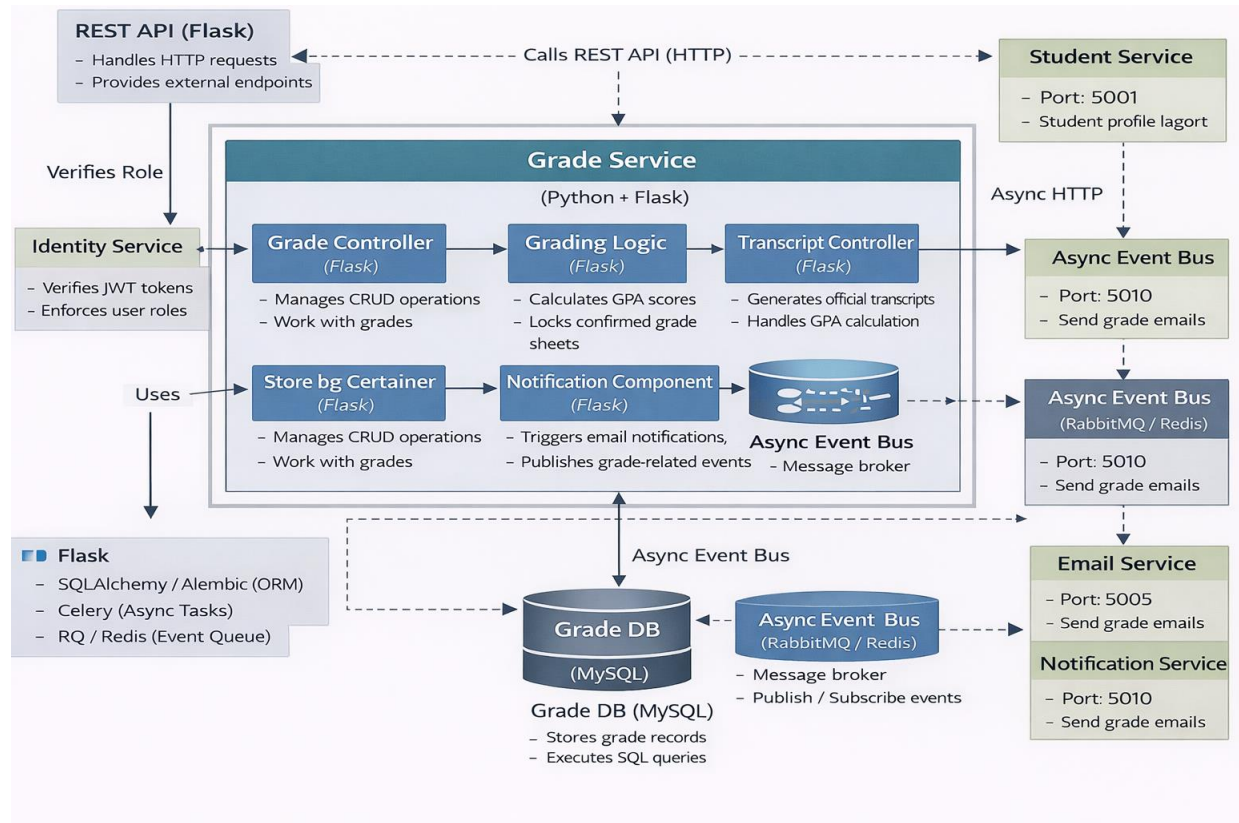 REST API (Flask)
- Handles HTTP requests
- Provides external endpoints
Calls REST API (HTTP)
Student Service
- Port: 5001
- Student profile lagort
Verifies Role
Async HTTP
Grade Service
(Python + Flask)
Identity Service
- Verifies JWT tokens
- Enforces user roles
Grade Controller
(Flask)
- Manages CRUD operations
- Work with grades
Grading Logic
(Flask)
- Calculates GPA scores
- Locks confirmed grade
sheets
Transcript Controller
(Flask)
- Generates official transcripts
- Handles GPA calculation
Async Event Bus
- Port: 5010
- Send grade emails
Uses
Store bg Certainer
(Flask)
- Manages CRUD operations
- Work with grades
Notification Component
(Flask)
- Triggers email notifications,
- Publishes grade-related events
Async Event Bus
- Message broker
Async Event Bus
(RabbitMQ / Redis)
- Port: 5010
- Send grade emails
Flask
- SQLAlchemy / Alembic (ORM)
- Celery (Async Tasks)
- RQ / Redis (Event Queue)
Async Event Bus
Grade DB
(MySQL)
Grade DB (MySQL)
- Stores grade records
- Executes SQL queries
Async Event Bus
(RabbitMQ / Redis)
- Message broker
- Publish / Subscribe events
Email Service
- Port: 5005
- Send grade emails
Notification Service
- Port: 5010
- Send grade emails